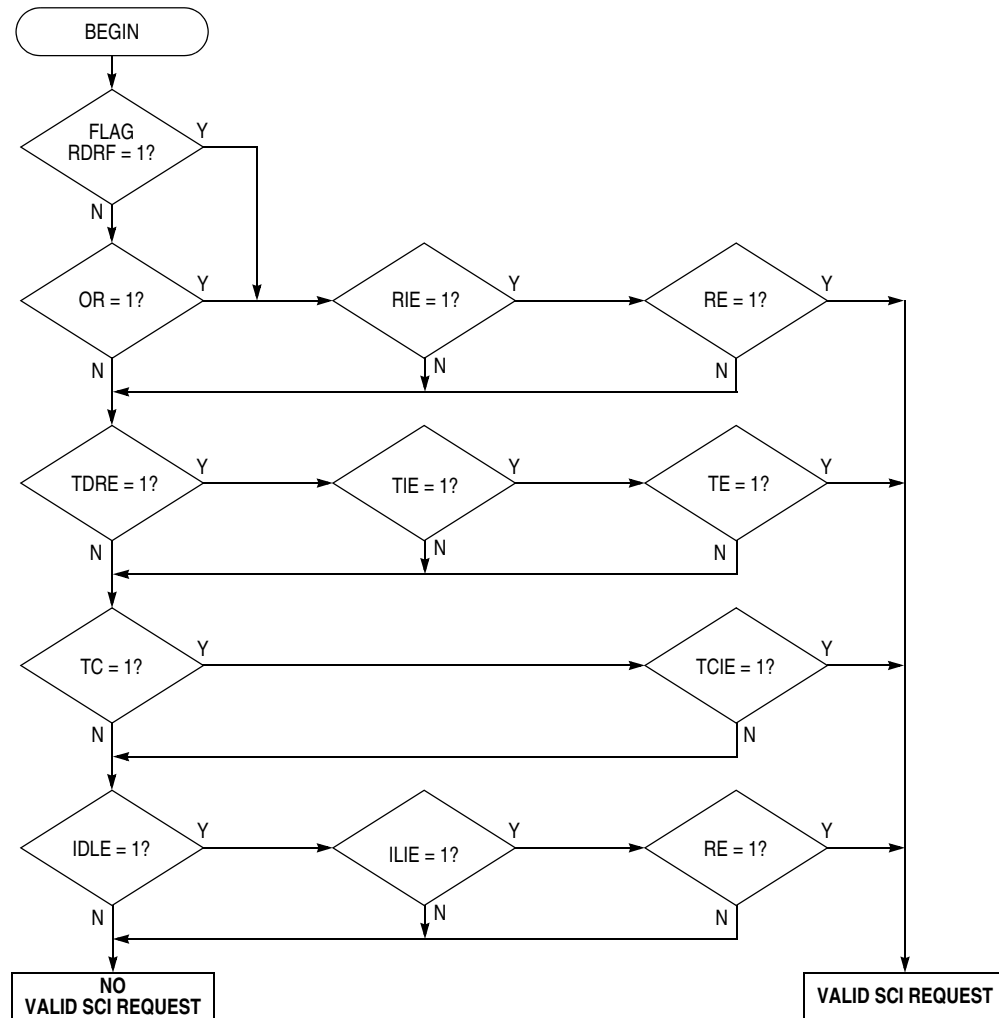 BEGIN
FLAG
RDRF = 1?
Y
N
OR = 1?
Y
RIE = 1?
Y
RE = 1?
Y
N
N
N
TDRE = 1?
Y
TIE = 1?
Y
TE = 1?
Y
N
N
N
TC = 1?
Y
TCIE = 1?
Y
N
N
IDLE = 1?
Y
ILIE = 1?
Y
RE = 1?
Y
N
N
N
NO
VALID SCI REQUEST
VALID SCI REQUEST